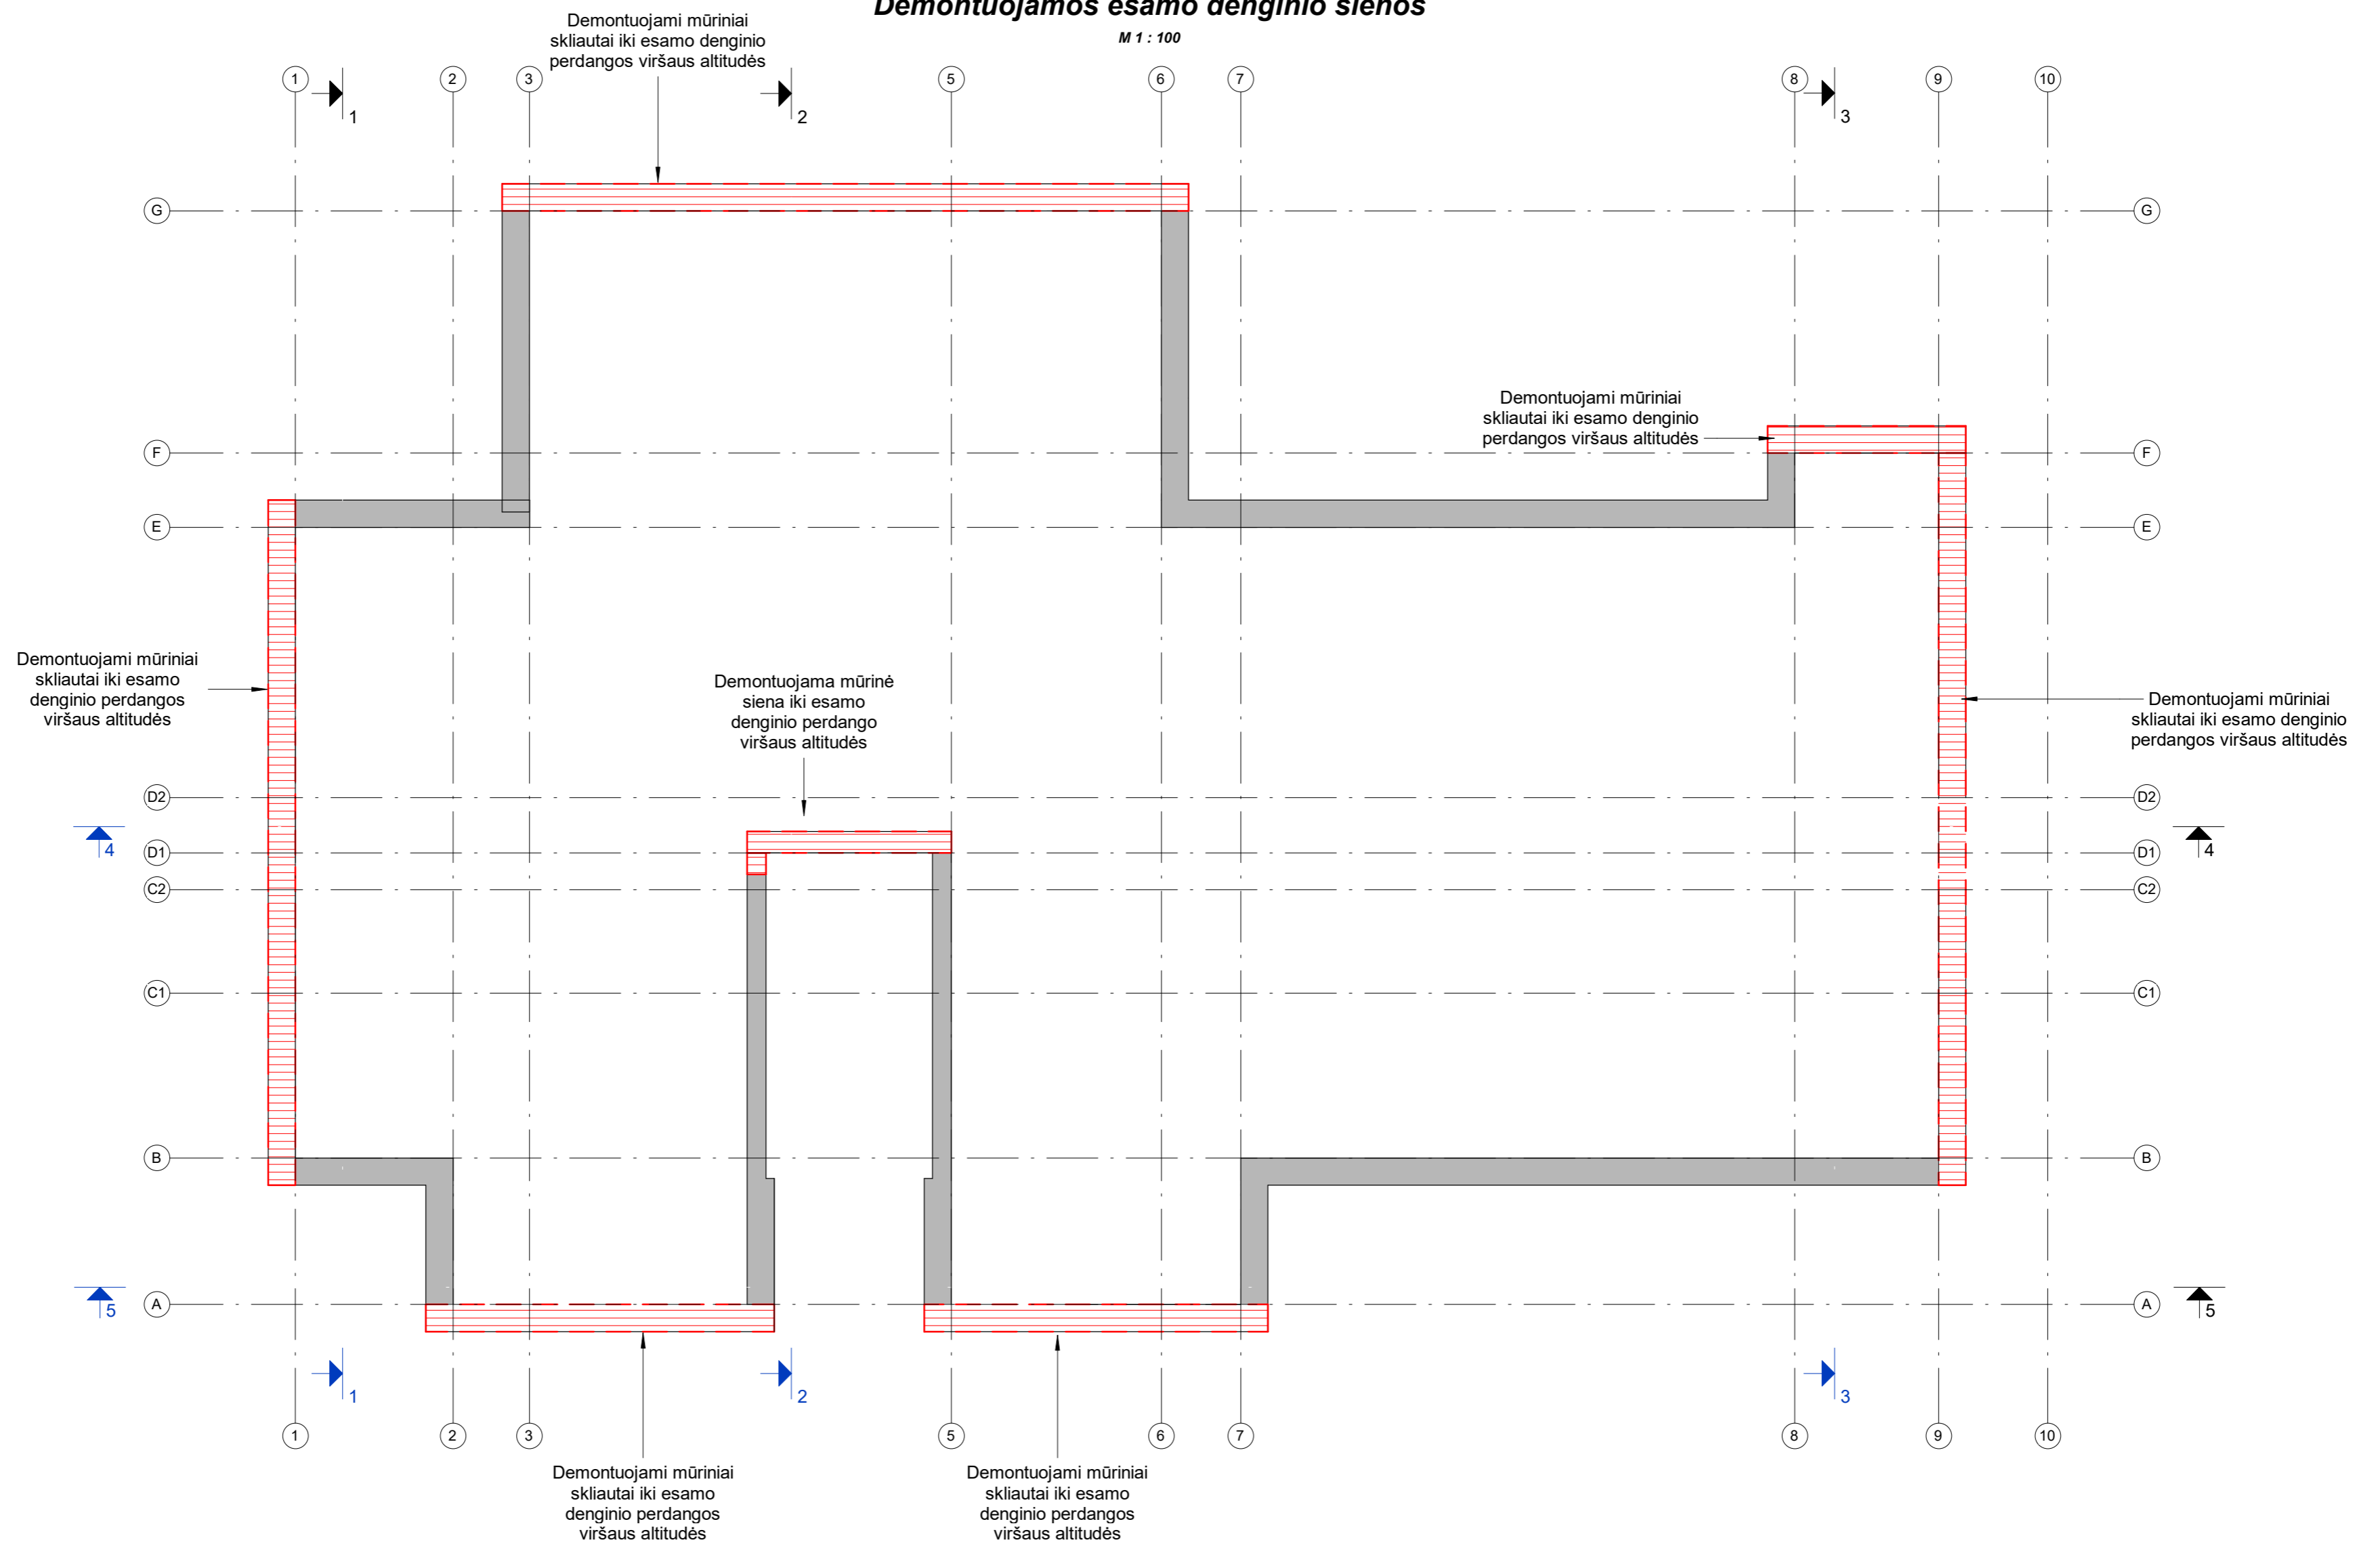 Demontuojamos esamo denginio sienos
M 1 : 100
Demontuojami mūriniai
skliautai iki esamo denginio
perdangos viršaus altitudės
1
2
3
5
6
7
8
9
10
1
2
3
G
G
Demontuojami mūriniai
skliautai iki esamo denginio
perdangos viršaus altitudės
F
F
E
E
Demontuojami mūriniai
skliautai iki esamo
denginio perdangos
viršaus altitudės
Demontuojama mūrinė
siena iki esamo
denginio perdango
viršaus altitudės
Demontuojami mūriniai
skliautai iki esamo denginio
perdangos viršaus altitudės
D2
D2
4
4
D1
D1
C2
C2
C1
C1
B
B
A
A
5
5
1
2
3
1
2
3
5
6
7
8
9
10
Demontuojami mūriniai
skliautai iki esamo
denginio perdangos
viršaus altitudės
Demontuojami mūriniai
skliautai iki esamo
denginio perdangos
viršaus altitudės